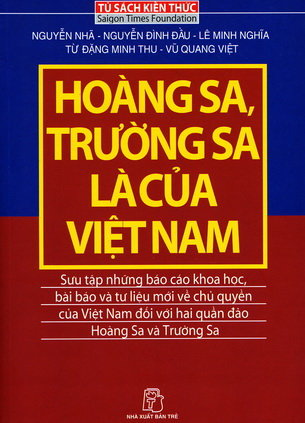 TỦ SÁCH KIẾN THỨC
Saigon Times Foundation
NGUYỄN NHÃ - NGUYỄN ĐÌNH ĐẦU - LÊ MINH NGHĨA
TỪ ĐẶNG MINH THU - VŨ QUANG VIỆT
HOÀNG SA,
TRƯỜNG SA
LÀ CỦA
VIỆT NAM
Sưu tập những báo cáo khoa học,
bài báo và tư liệu mới về chủ quyền
của Việt Nam đối với hai quần đảo
Hoàng Sa và Trường Sa
NHÀ XUẤT BẢN TRẺ